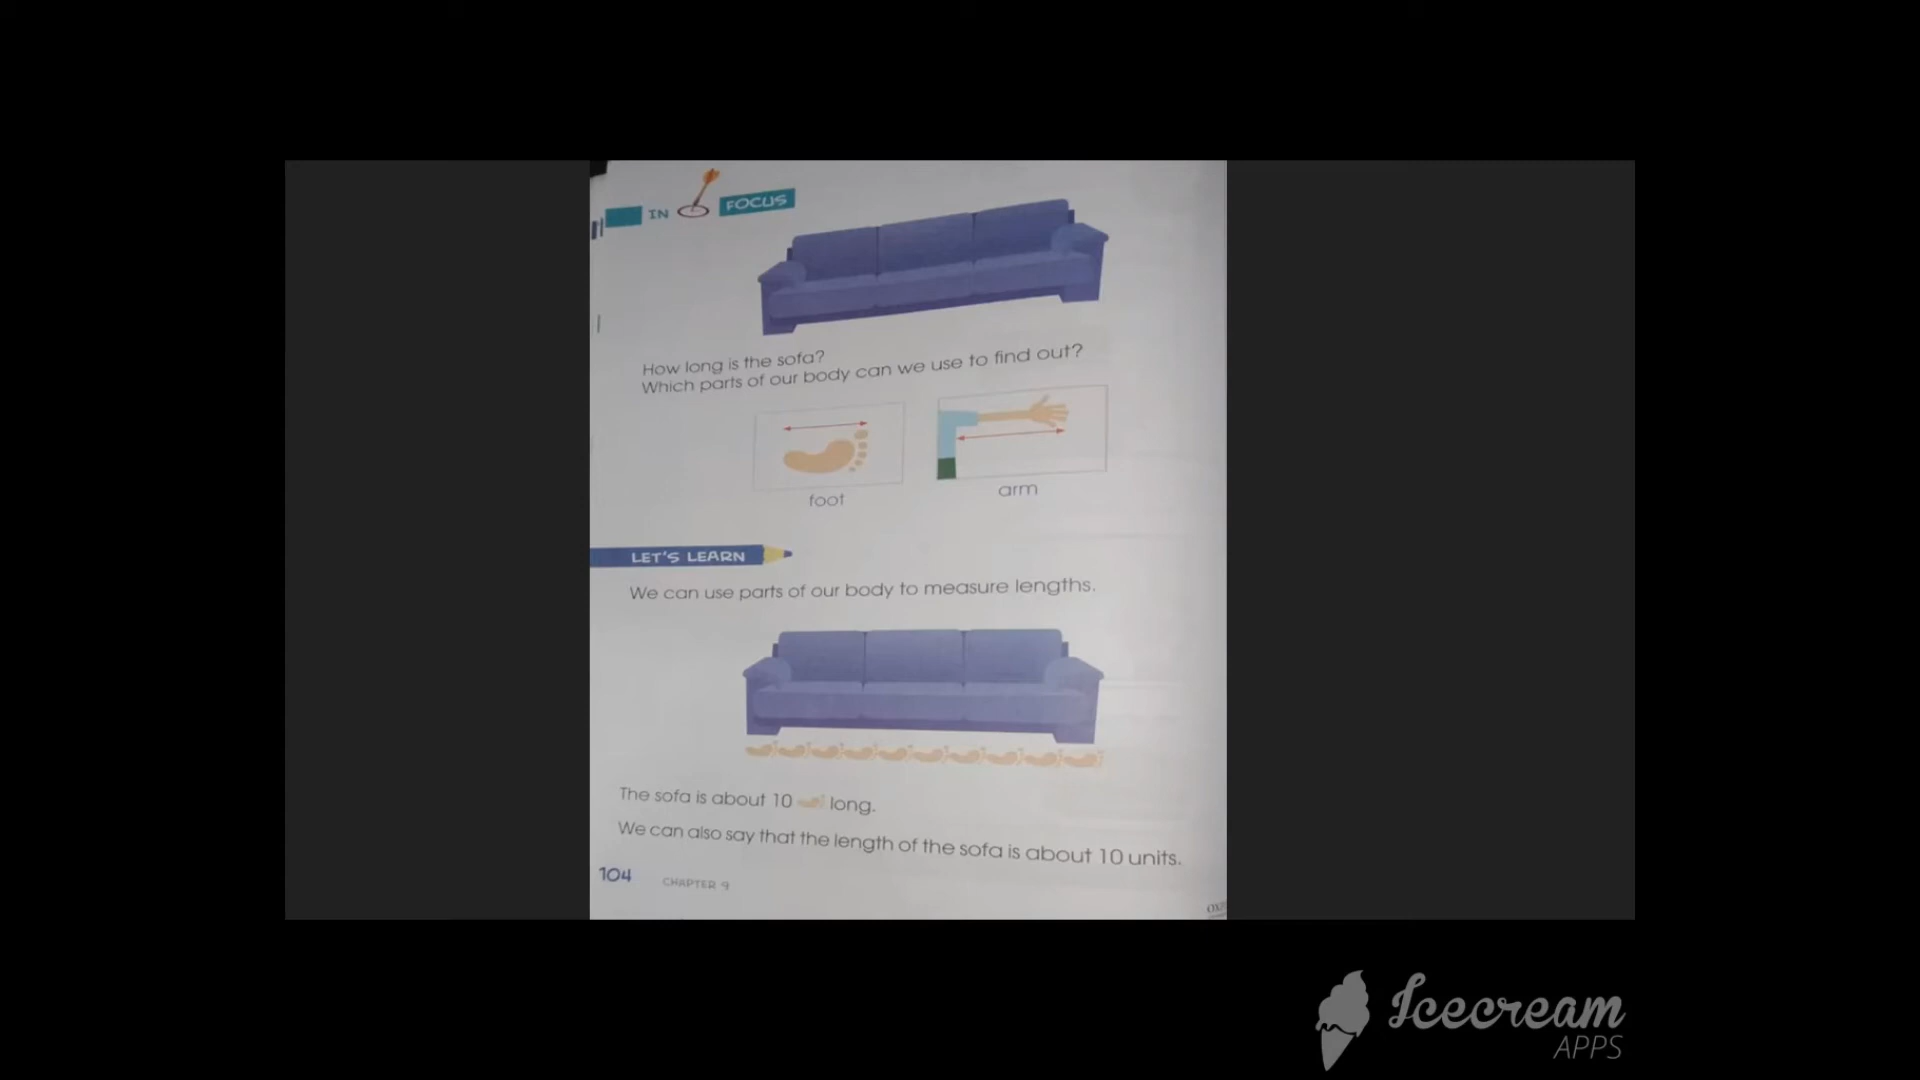 IN FOCUS
How long is the sofa?
Which parts of our body can we use to find out?
foot
arm
LET'S LEARN
We can use parts of our body to measure lengths.
The sofa is about 10 long.
We can also say that the length of the sofa is about 10 units.
104 CHAPTER 9
Icecream
APPS